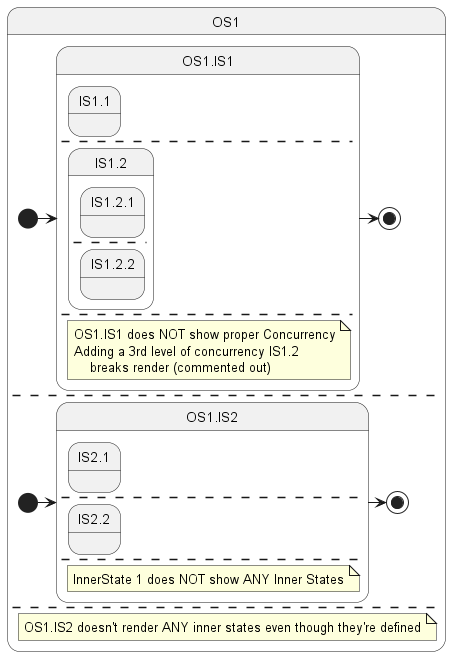 OS1
OS1.IS1
IS1.1
IS1.2
IS1.2.1
IS1.2.2
OS1.IS1 does NOT show proper Concurrency
Adding a 3rd level of concurrency IS1.2
breaks render (commented out)
OS1.IS2
IS2.1
IS2.2
InnerState 1 does NOT show ANY Inner States
OS1.IS2 doesn't render ANY inner states even though they're defined